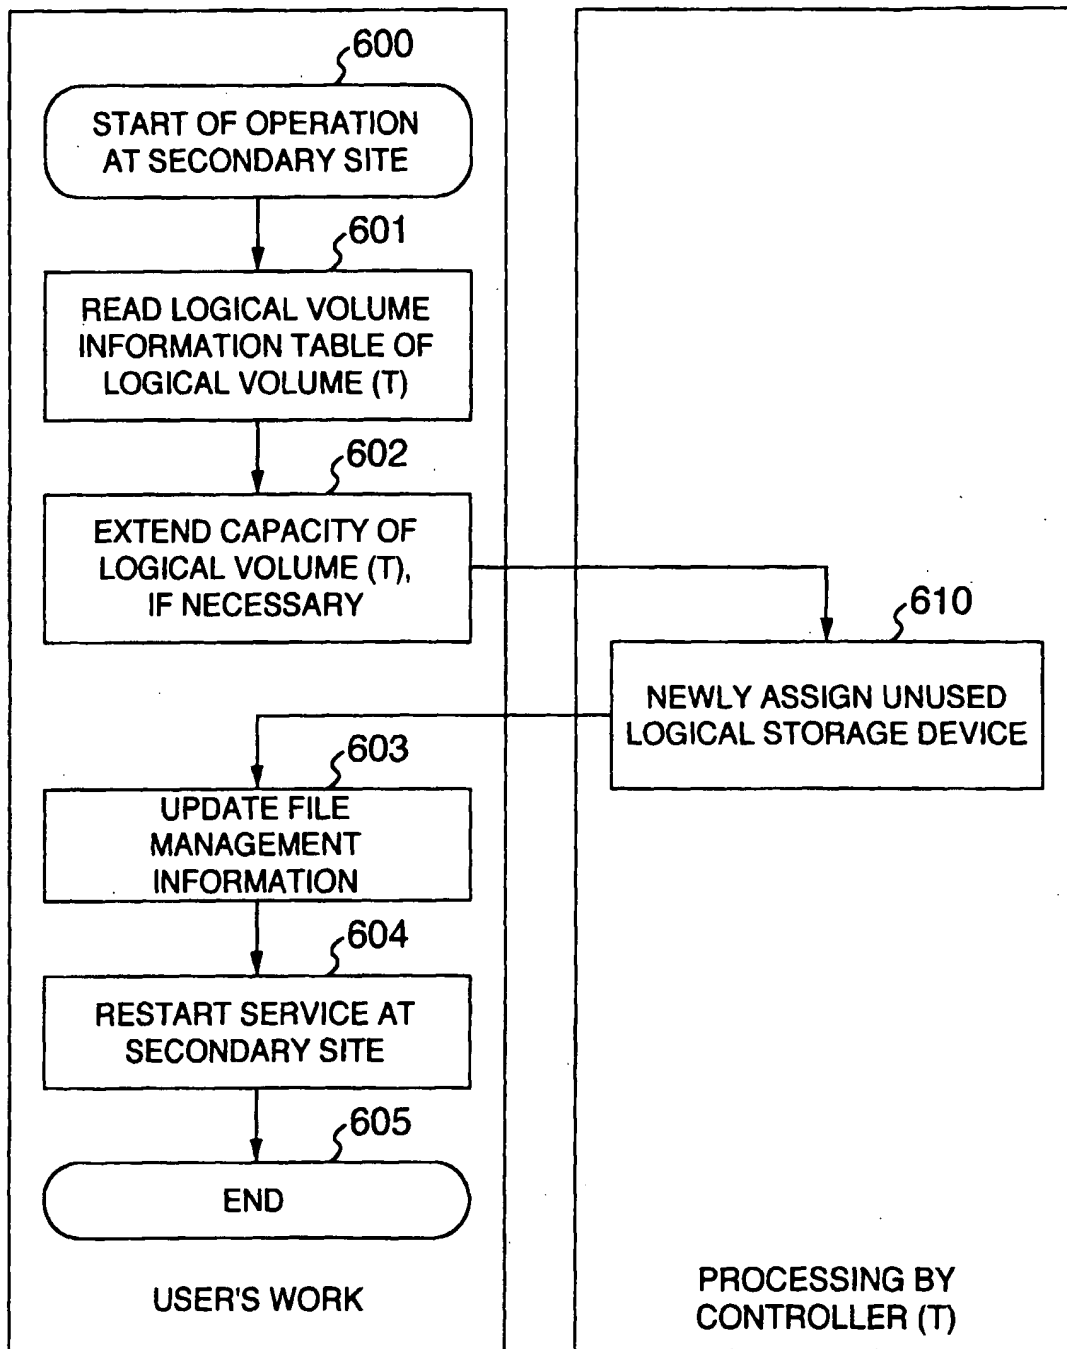 600
START OF OPERATION
AT SECONDARY SITE
601
READ LOGICAL VOLUME
INFORMATION TABLE OF
LOGICAL VOLUME (T)
602
EXTEND CAPACITY OF
LOGICAL VOLUME (T),
IF NECESSARY
610
NEWLY ASSIGN UNUSED
LOGICAL STORAGE DEVICE
603
UPDATE FILE
MANAGEMENT
INFORMATION
604
RESTART SERVICE AT
SECONDARY SITE
605
END
USER'S WORK
PROCESSING BY
CONTROLLER (T)